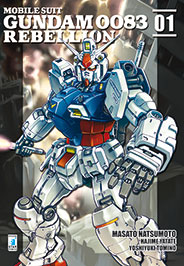 MOBILE SUIT
GUNDAM 0083 01
REBELLION
MASATO NATSUMOTO
HAJIME YATATE
YOSHIYUKI TOMINO